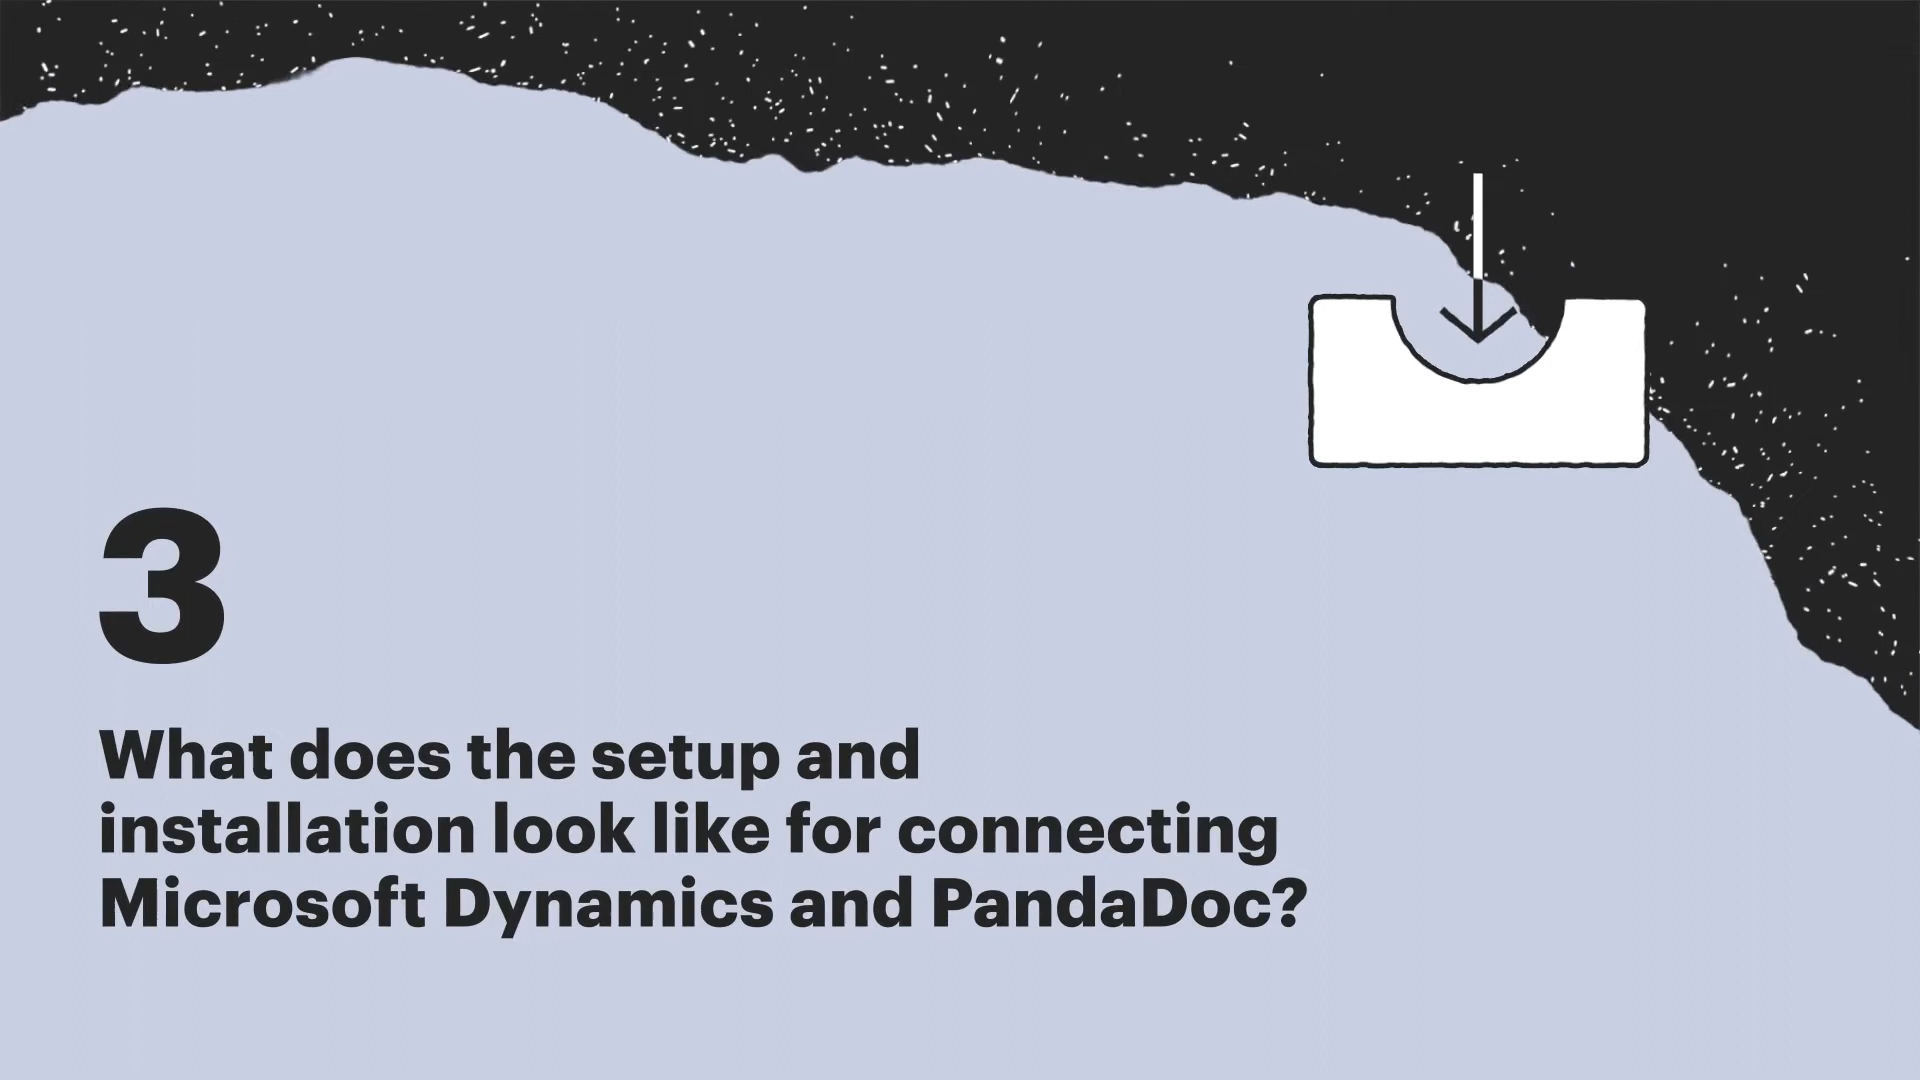 3
What does the setup and
installation look like for connecting
Microsoft Dynamics and PandaDoc?